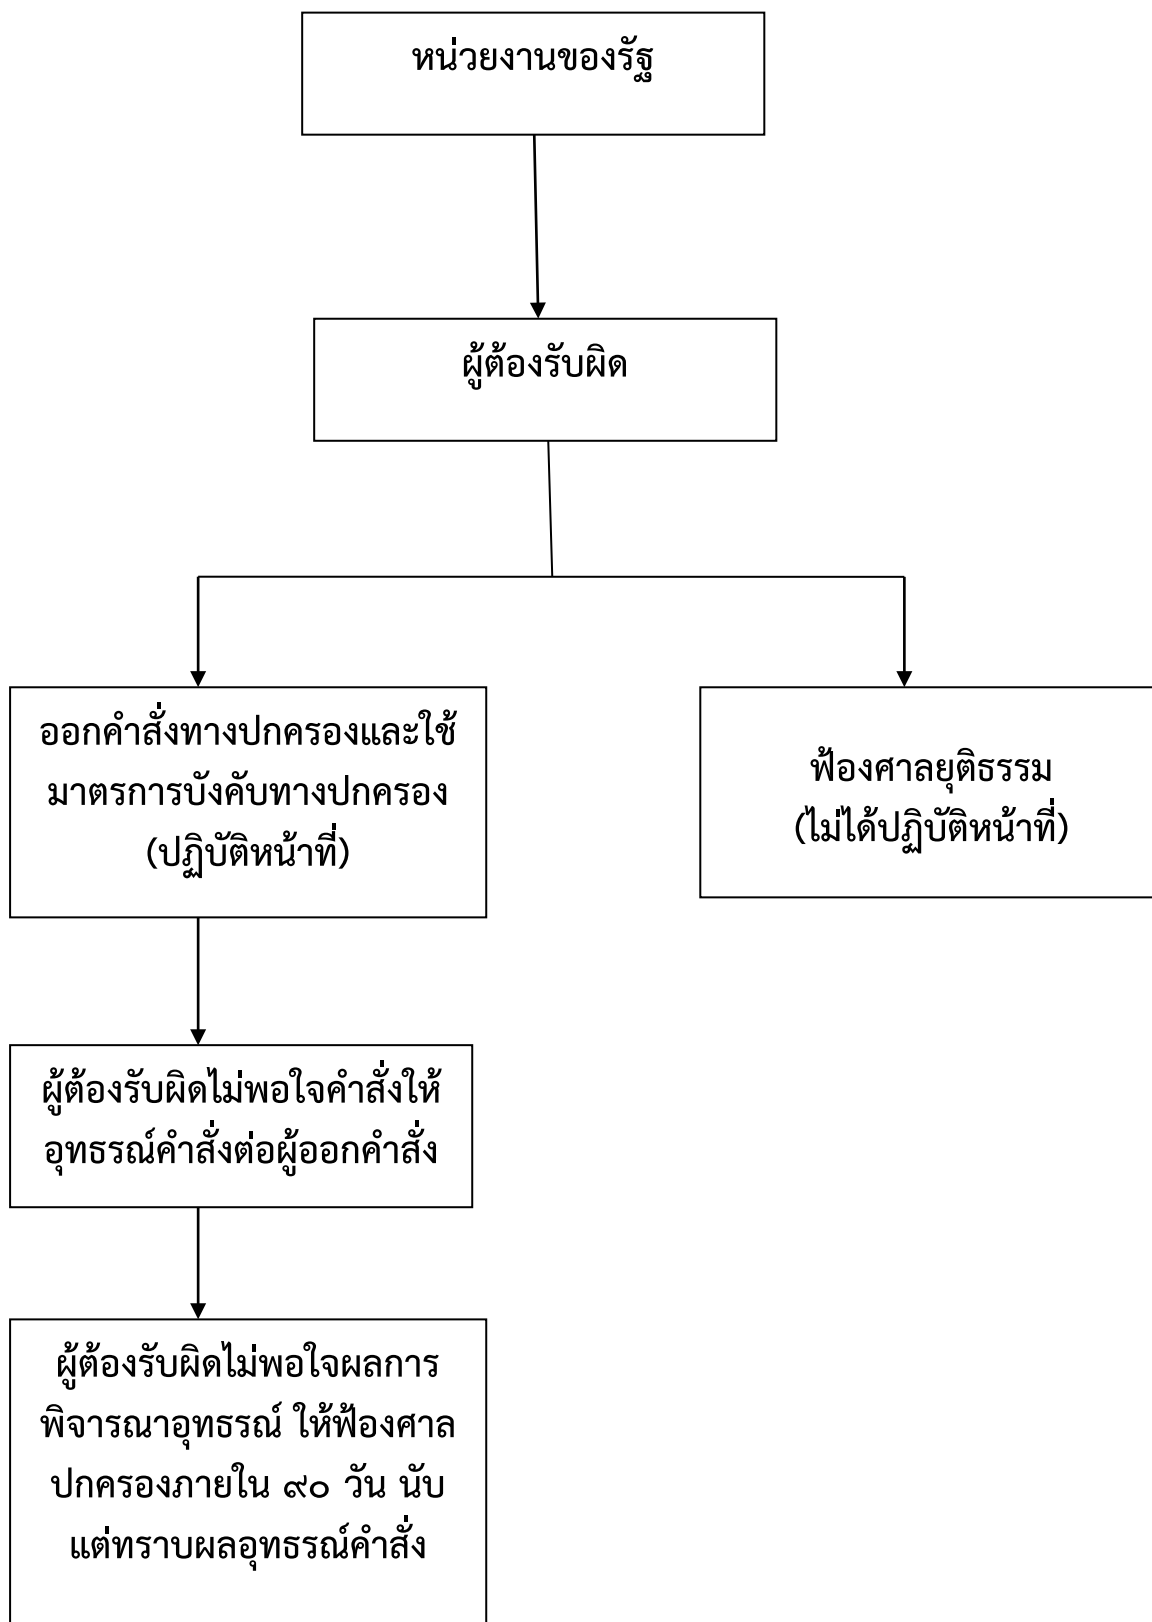 หน่วยงานของรัฐ
ผู้ต้องรับผิด
ออกคำสั่งทางปกครองและใช้
มาตรการบังคับทางปกครอง
(ปฏิบัติหน้าที่)
ฟ้องศาลยุติธรรม
(ไม่ได้ปฏิบัติหน้าที่)
ผู้ต้องรับผิดไม่พอใจคำสั่งให้
อุทธรณ์คำสั่งต่อผู้ออกคำสั่ง
ผู้ต้องรับผิดไม่พอใจผลการ
พิจารณาอุทธรณ์ ให้ฟ้องศาล
ปกครองภายใน ๙๐ วัน นับ
แต่ทราบผลอุทธรณ์คำสั่ง